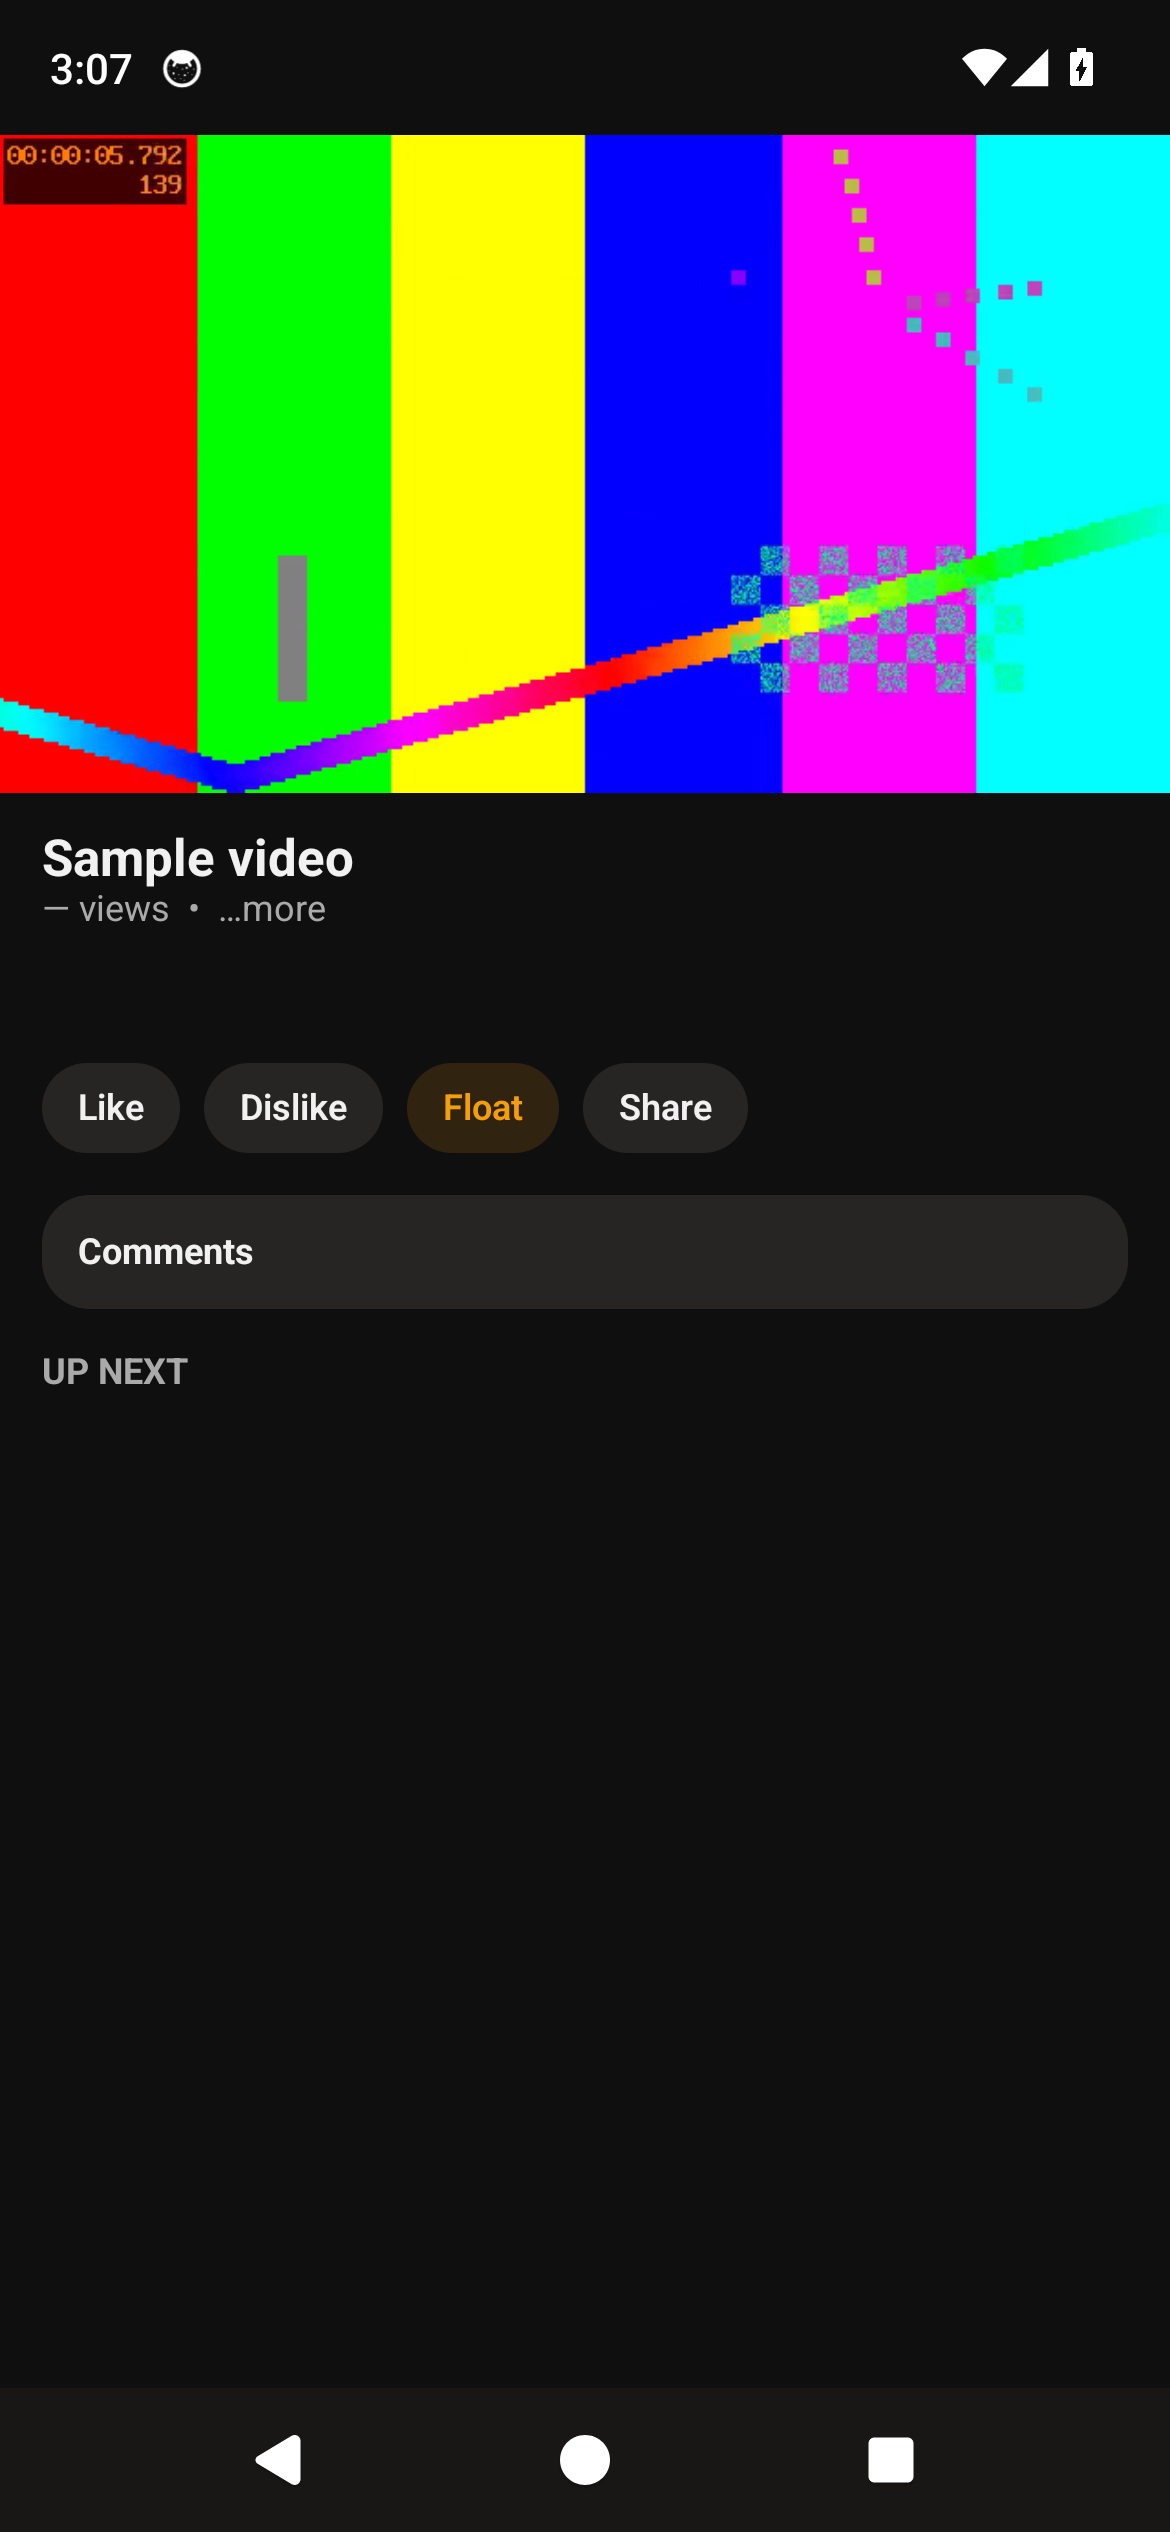 3:07
00:00:05.792
139
Sample video
— views • …more
Like Dislike Float Share
Comments
UP NEXT